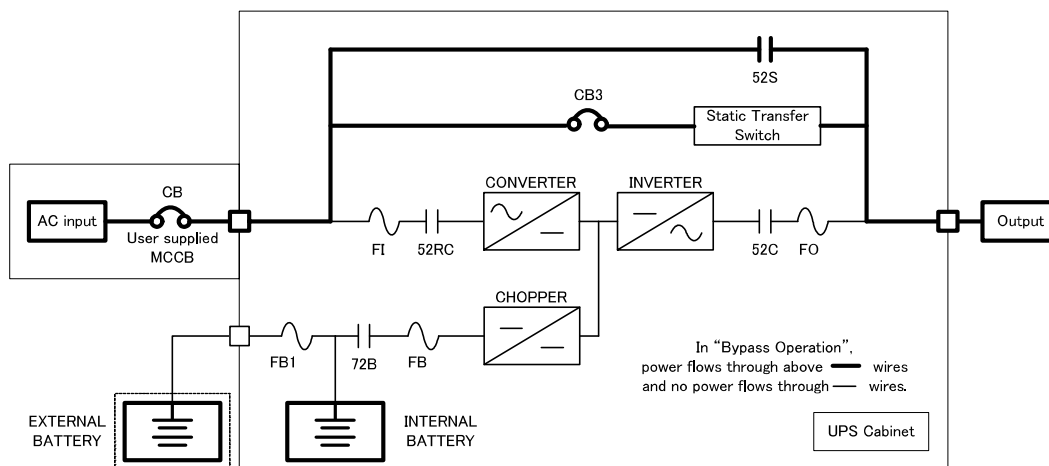 52S
CB3
Static Transfer
Switch
CB
CONVERTER
INVERTER
AC input
Output
User supplied
MCCB
FI
52RC
52C
FO
CHOPPER
FB1
72B
FB
In “Bypass Operation”,
power flows through above wires
and no power flows through wires.
EXTERNAL
BATTERY
INTERNAL
BATTERY
UPS Cabinet